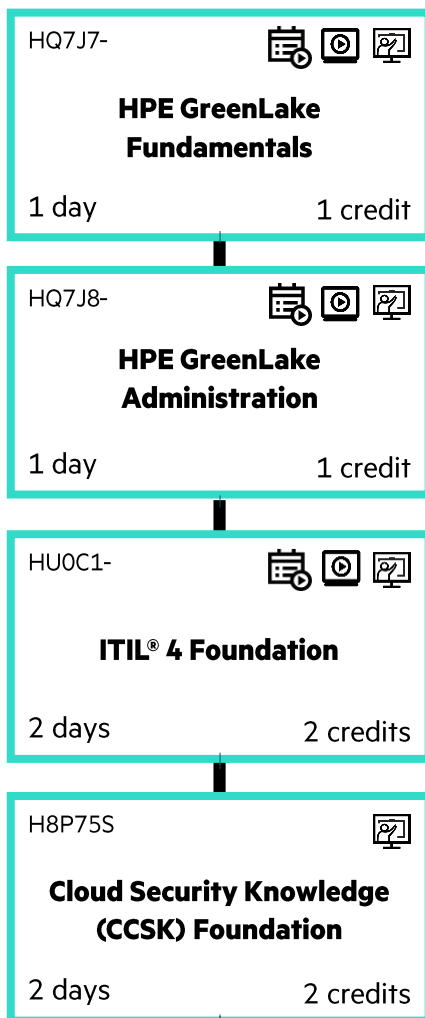 HQ7J7-
HPE GreenLake
Fundamentals
1 day 1 credit
HQ7J8-
HPE GreenLake
Administration
1 day 1 credit
HU0C1-
ITIL® 4 Foundation
2 days 2 credits
H8P75S
Cloud Security Knowledge
(CCSK) Foundation
2 days 2 credits